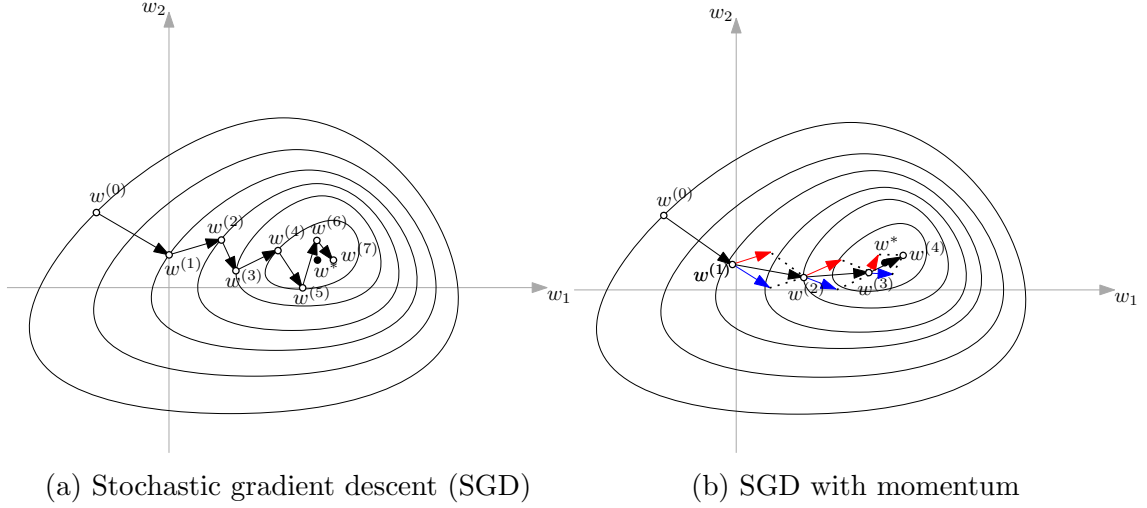 w₂
w⁽⁰⁾
w⁽¹⁾
w⁽²⁾
w⁽³⁾
w⁽⁴⁾
w⁽⁵⁾
w⁽⁶⁾
w⁽⁷⁾
w*
w₁
(a) Stochastic gradient descent (SGD)
w₂
w⁽⁰⁾
w⁽¹⁾
w⁽²⁾
w⁽³⁾
w*
w⁽⁴⁾
w₁
(b) SGD with momentum